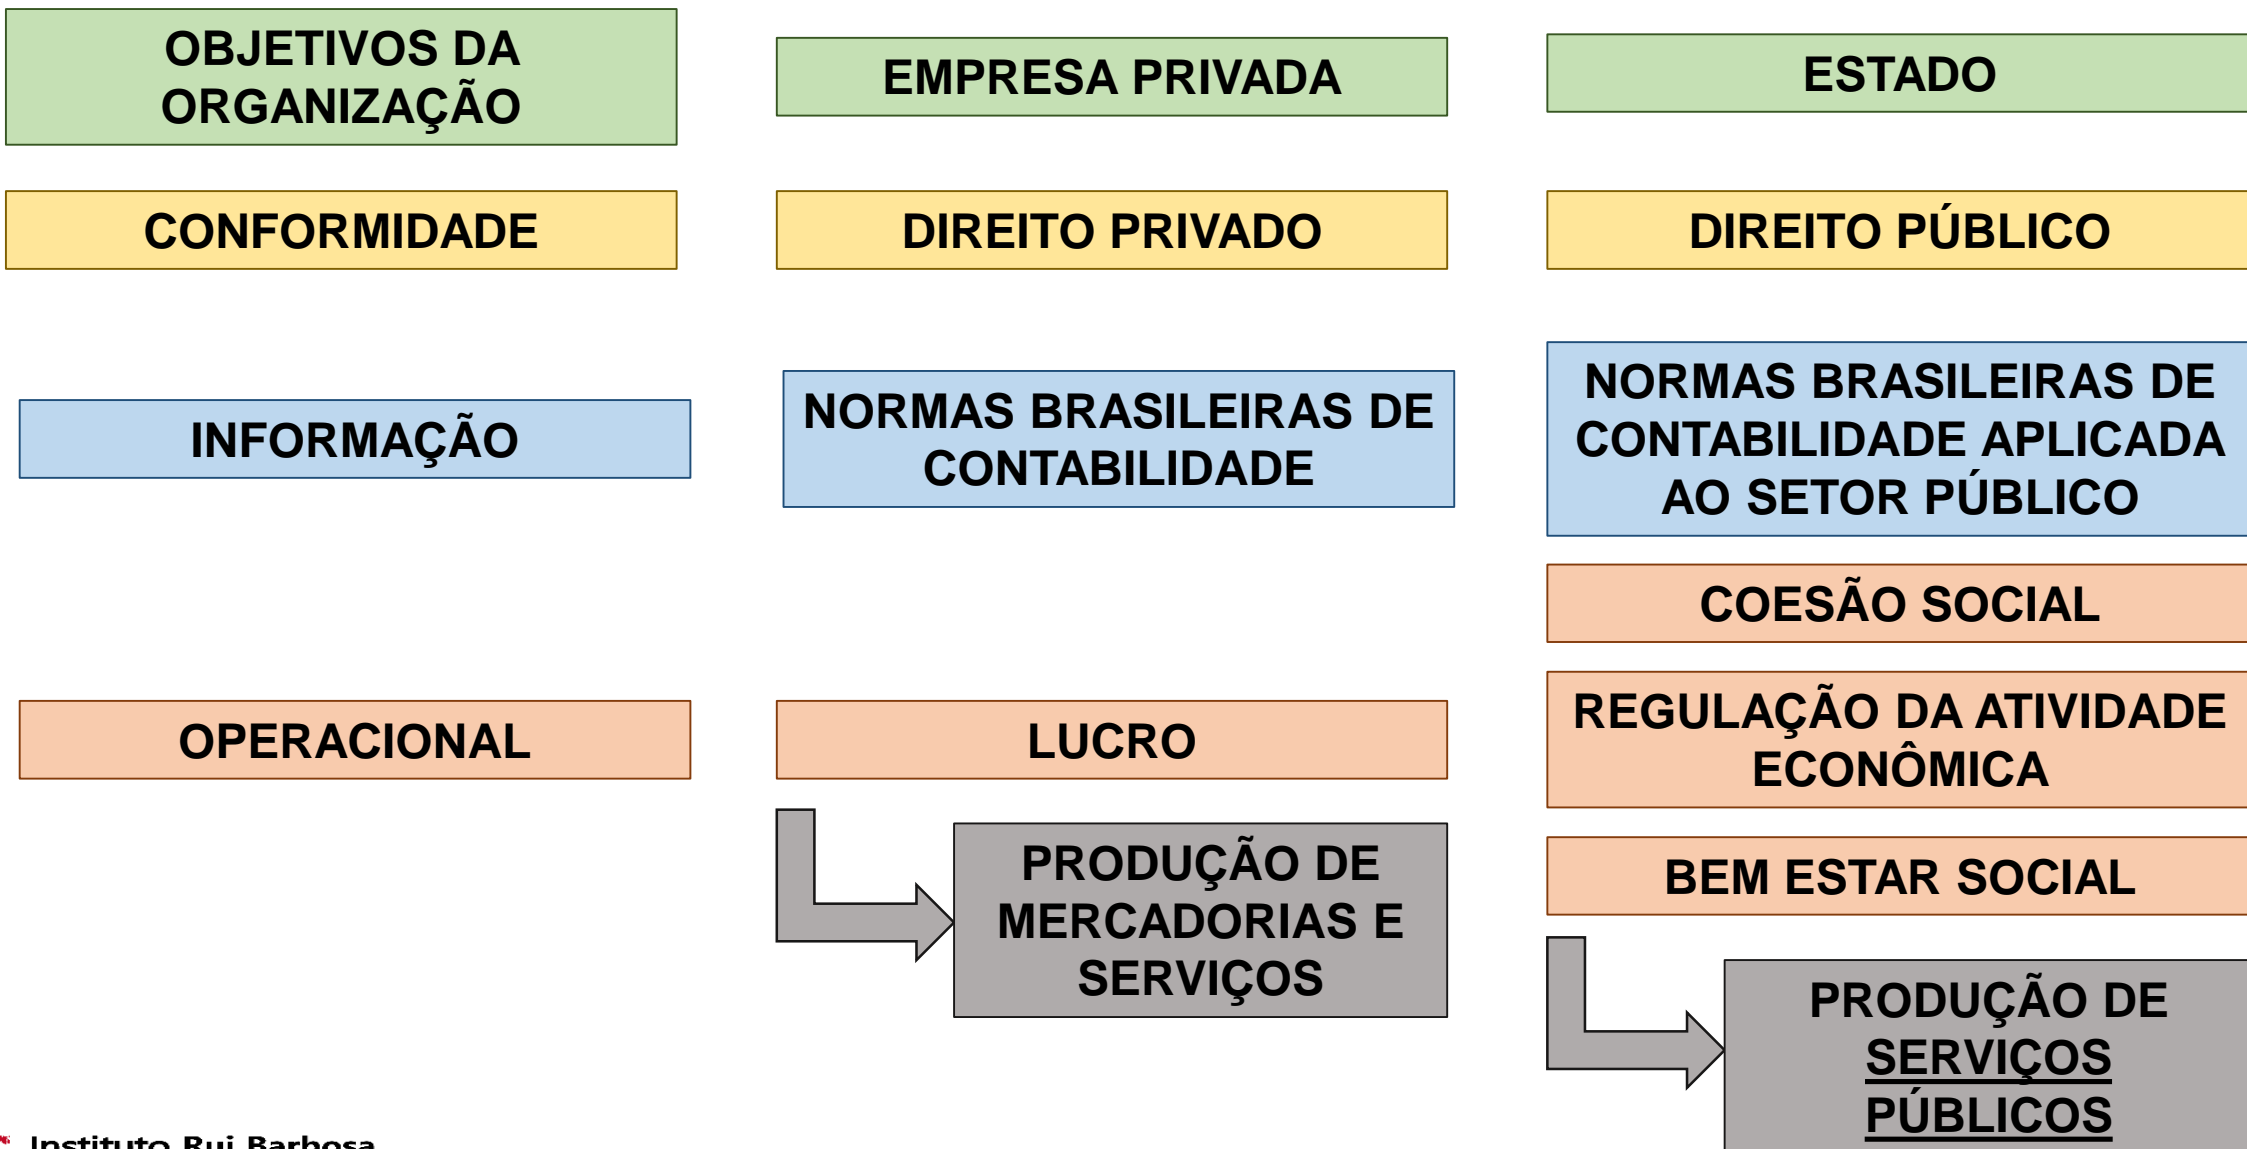 OBJETIVOS DA
ORGANIZAÇÃO
EMPRESA PRIVADA
ESTADO
CONFORMIDADE
DIREITO PRIVADO
DIREITO PÚBLICO
INFORMAÇÃO
NORMAS BRASILEIRAS DE
CONTABILIDADE
NORMAS BRASILEIRAS DE
CONTABILIDADE APLICADA
AO SETOR PÚBLICO
OPERACIONAL
LUCRO
COESÃO SOCIAL
REGULAÇÃO DA ATIVIDADE
ECONÔMICA
BEM ESTAR SOCIAL
PRODUÇÃO DE
MERCADORIAS E
SERVIÇOS
PRODUÇÃO DE
SERVIÇOS
PÚBLICOS
Instituto Rui Barbosa